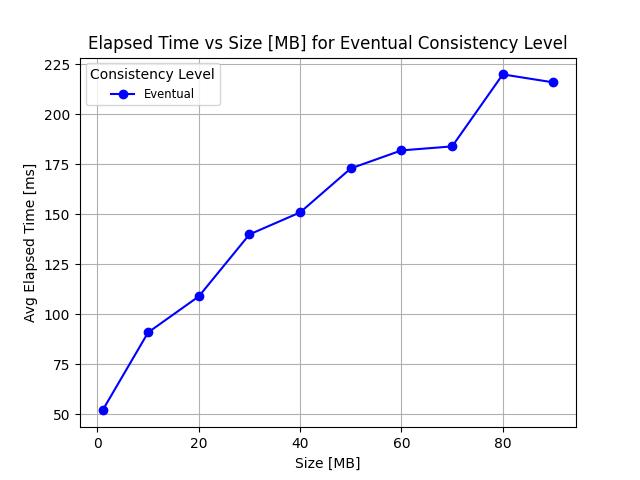 Elapsed Time vs Size [MB] for Eventual Consistency Level
225
200
175
150
125
100
75
50
Avg Elapsed Time [ms]
Consistency Level
Eventual
0 20 40 60 80
Size [MB]